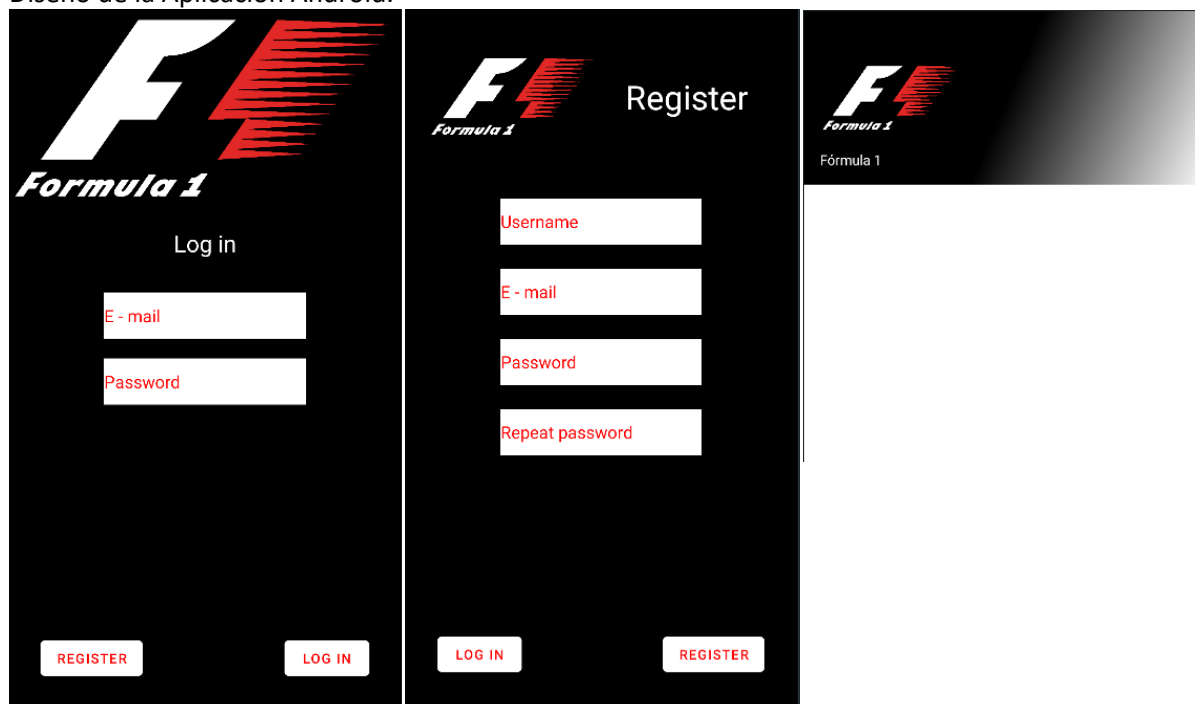 Diseño de la Aplicación Android.
Formula 1
Log in
E - mail
Password
REGISTER
LOG IN
Formula 1
Register
Username
E - mail
Password
Repeat password
LOG IN
REGISTER
Formula 1
Fórmula 1